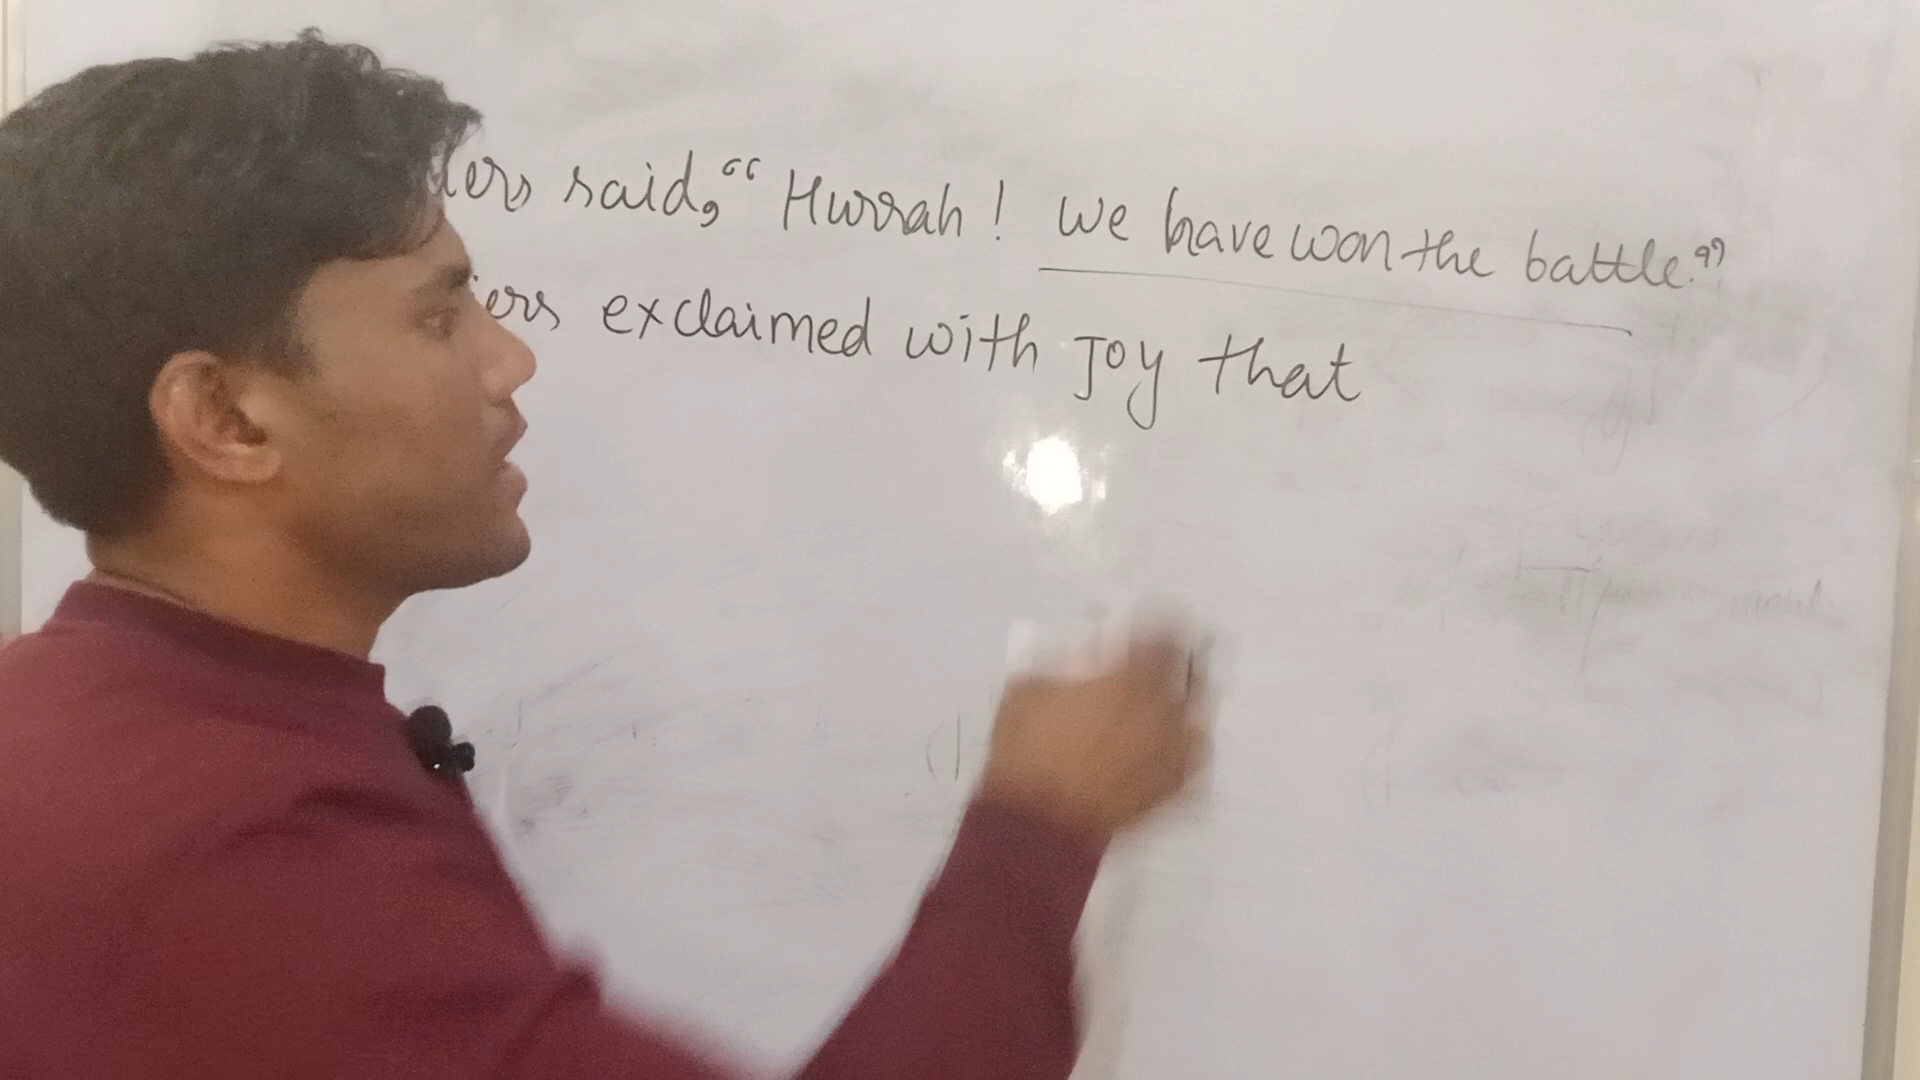 said, “Hurrah! we have won the battle.”
exclaimed with Joy that